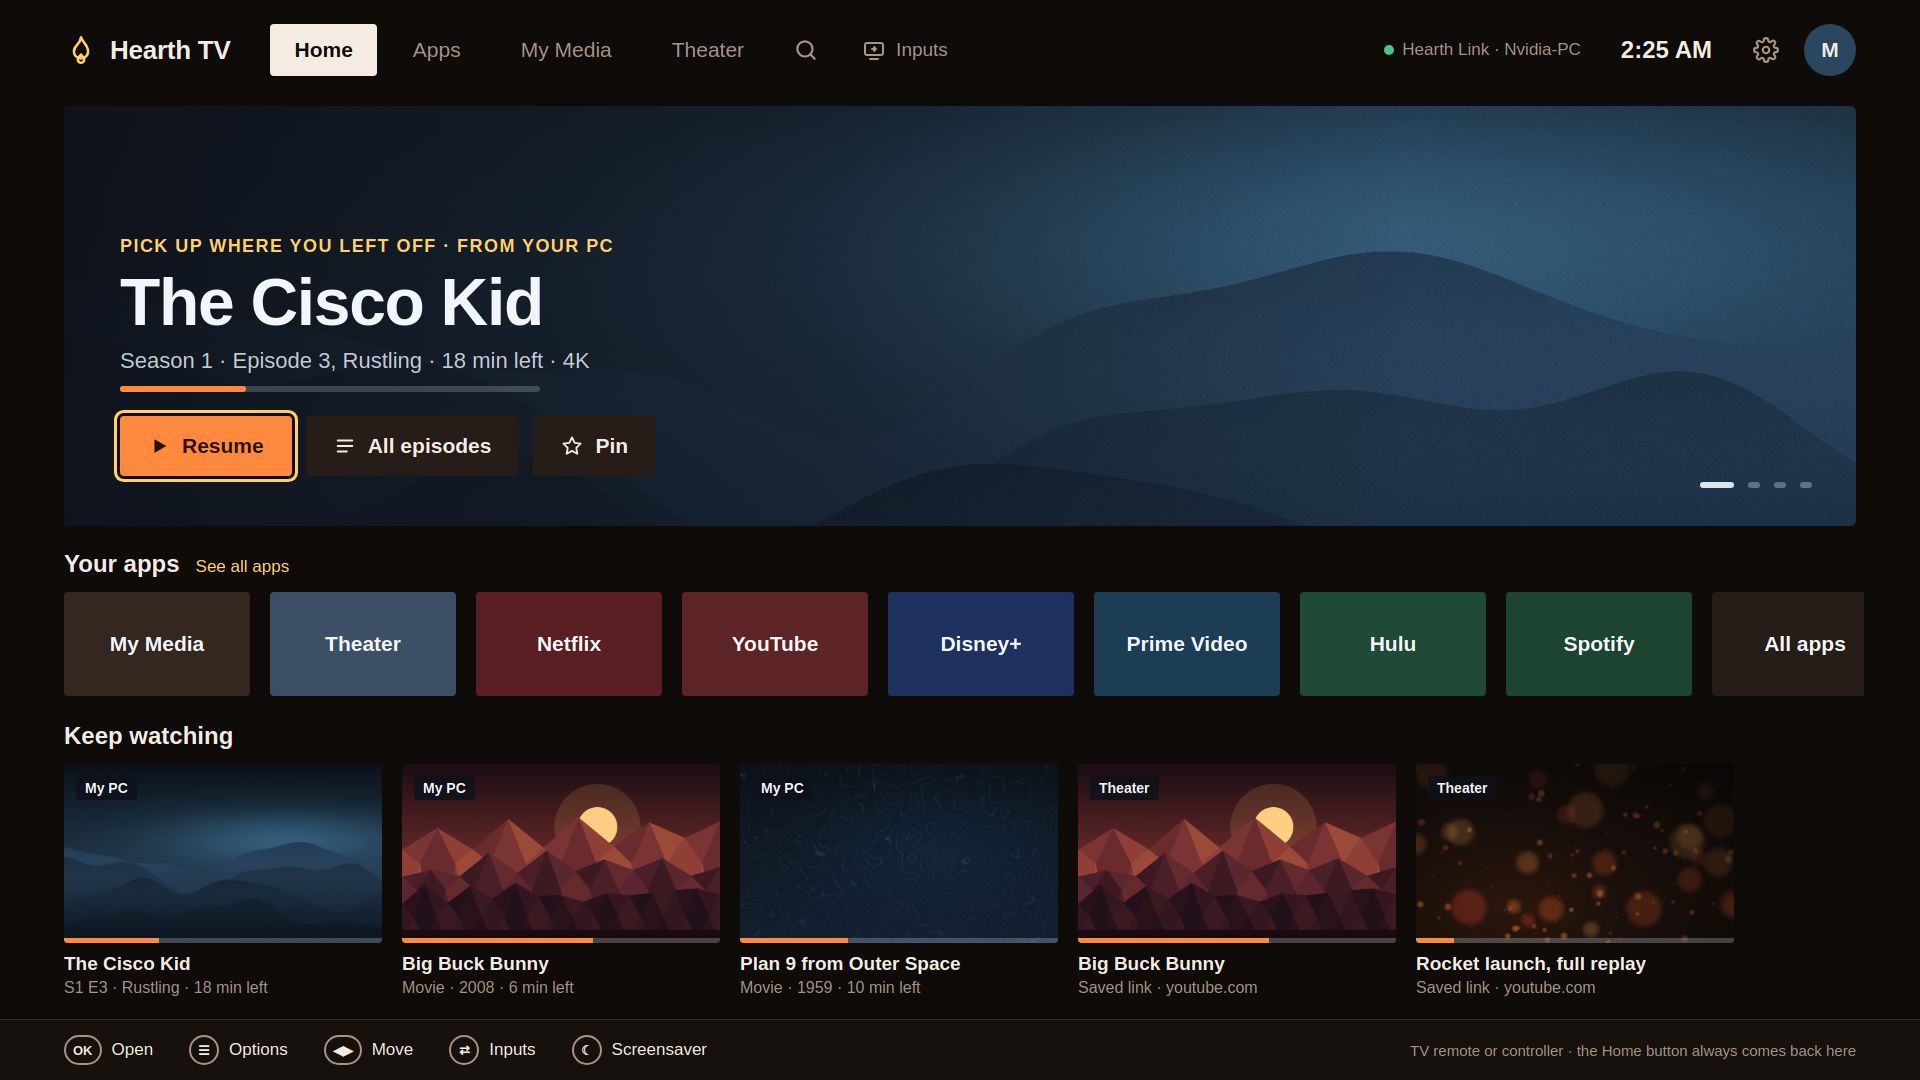 Hearth TV
Home
Apps
My Media
Theater
Inputs
Hearth Link · Nvidia-PC
2:25 AM
M
PICK UP WHERE YOU LEFT OFF · FROM YOUR PC
The Cisco Kid
Season 1 · Episode 3, Rustling · 18 min left · 4K
Resume
All episodes
Pin
Your apps
See all apps
My Media
Theater
Netflix
YouTube
Disney+
Prime Video
Hulu
Spotify
All apps
Keep watching
My PC
The Cisco Kid
S1 E3 · Rustling · 18 min left
My PC
Big Buck Bunny
Movie · 2008 · 6 min left
My PC
Plan 9 from Outer Space
Movie · 1959 · 10 min left
Theater
Big Buck Bunny
Saved link · youtube.com
Theater
Rocket launch, full replay
Saved link · youtube.com
OK Open
Options
Move
Inputs
Screensaver
TV remote or controller · the Home button always comes back here